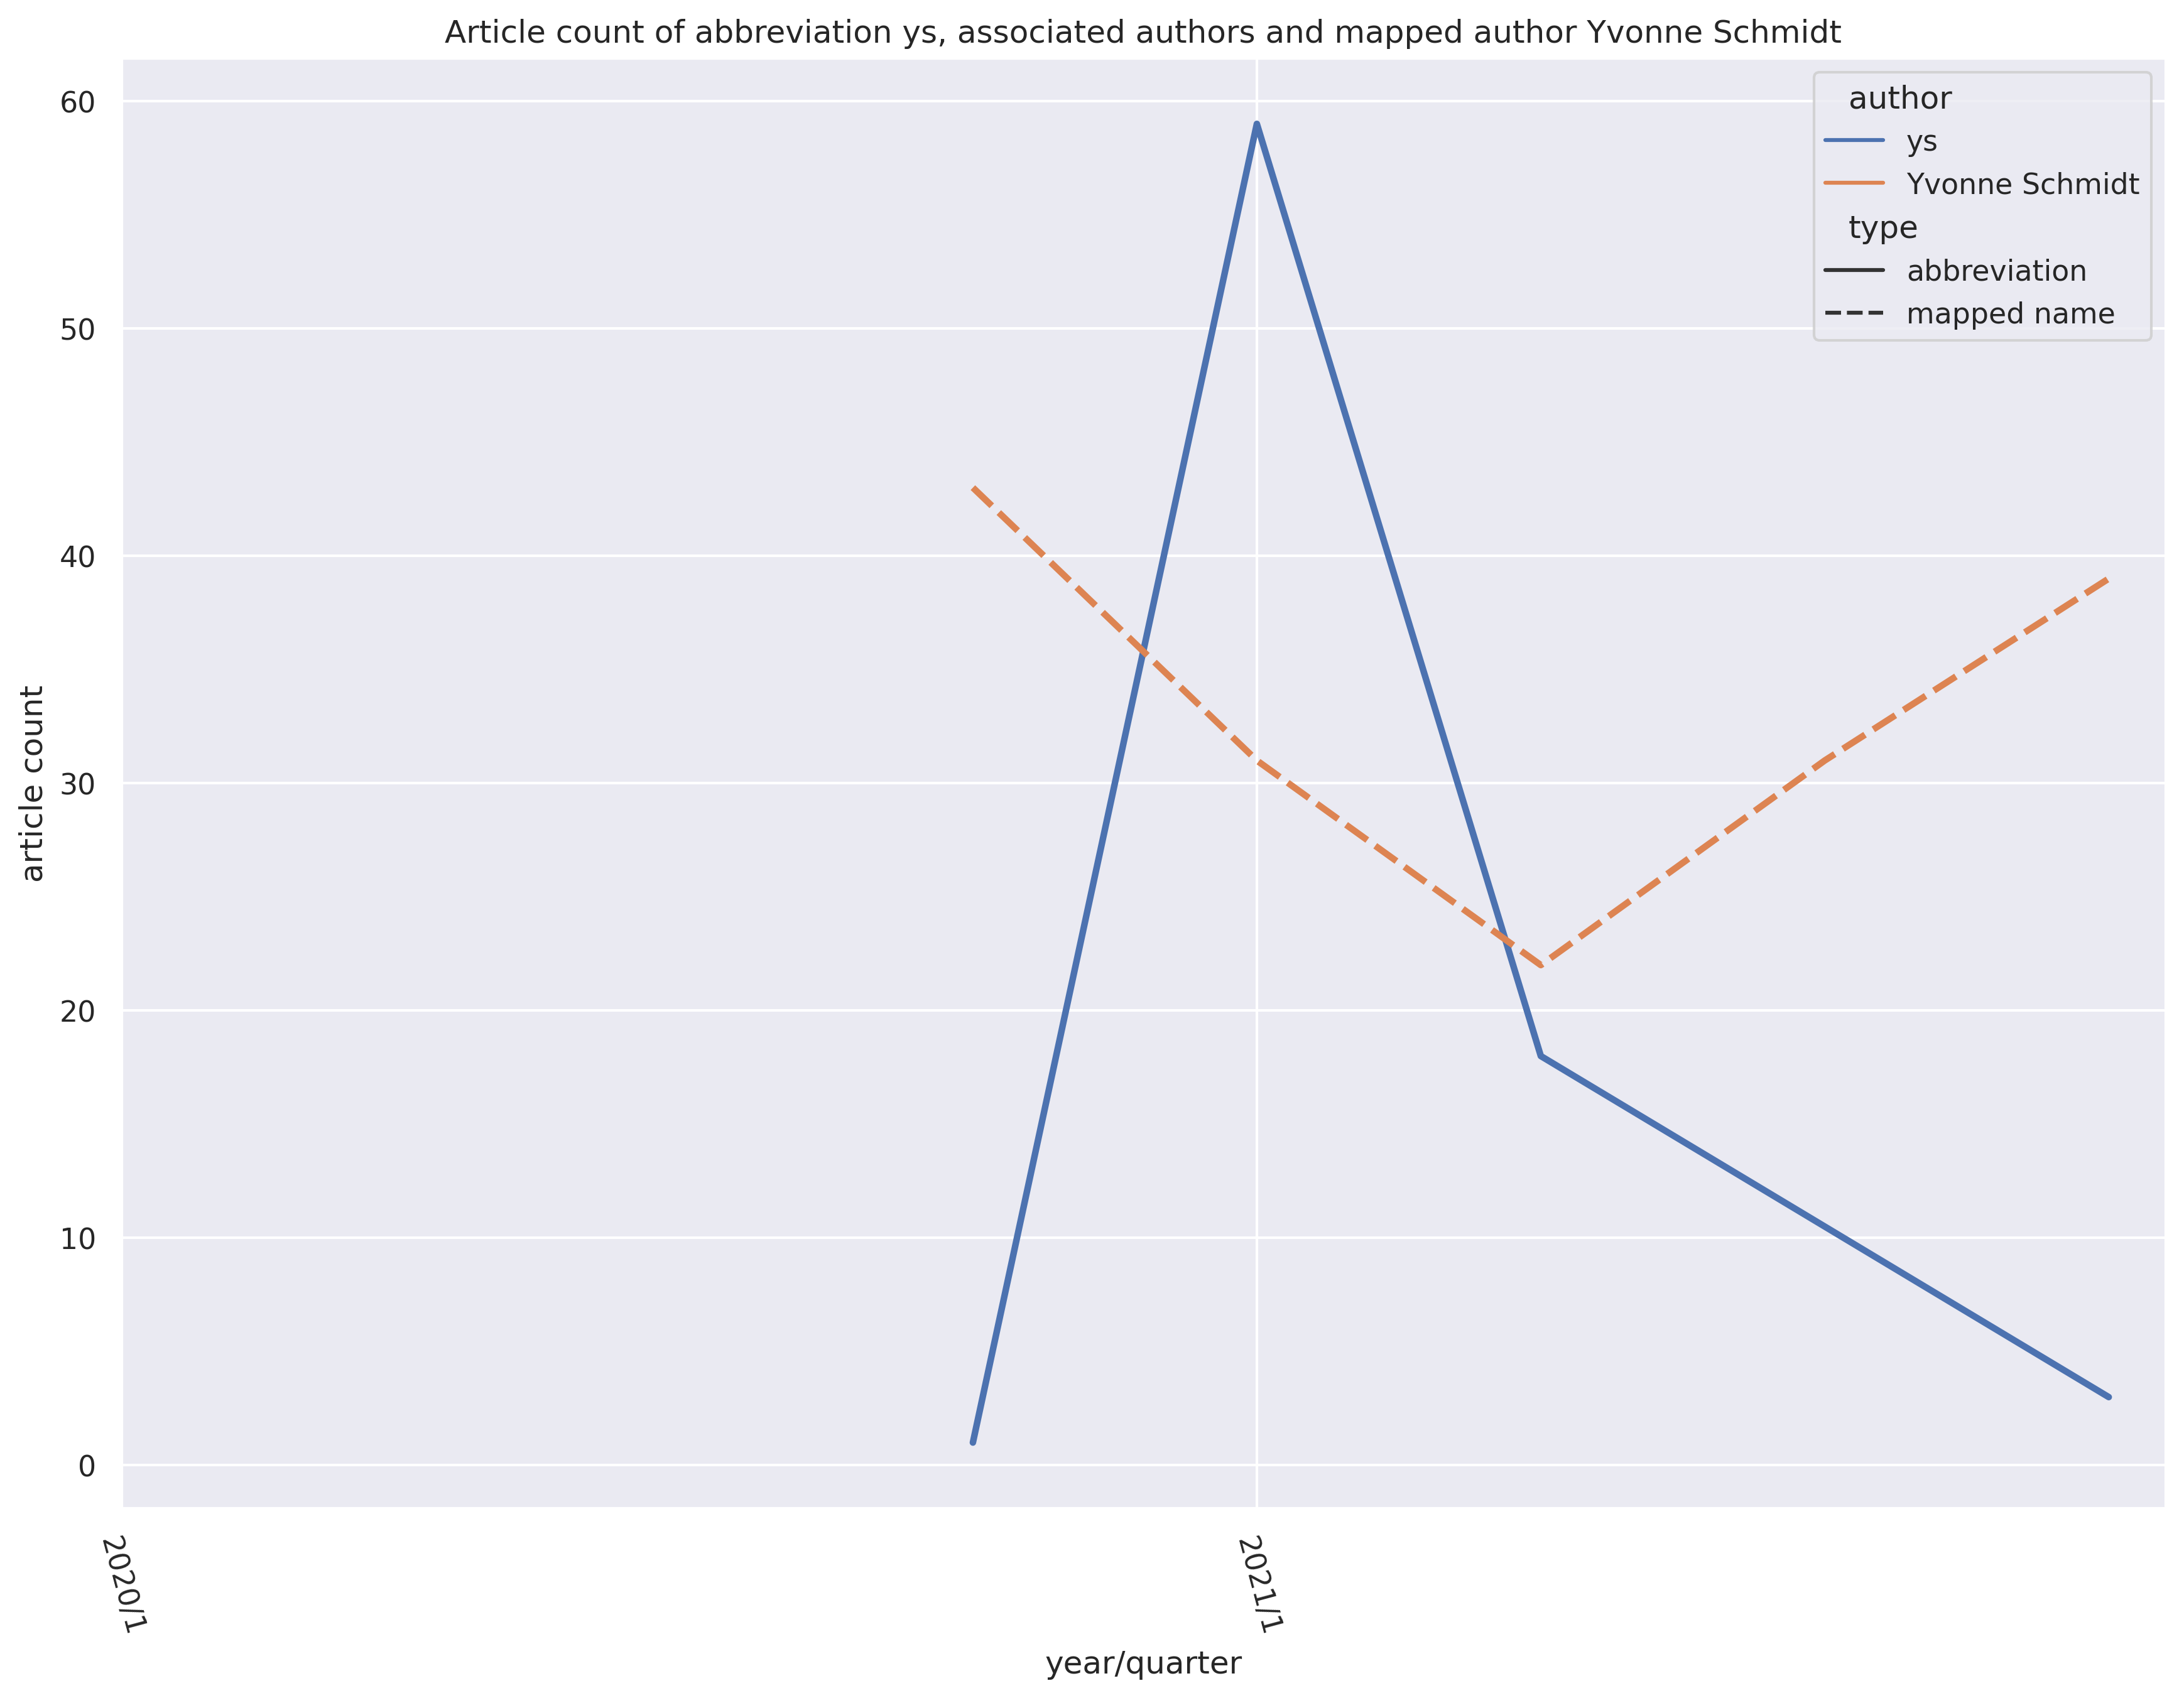 Article count of abbreviation ys, associated authors and mapped author Yvonne Schmidt
author
ys
Yvonne Schmidt
type
abbreviation
mapped name
60
50
40
30
20
10
0
article count
2020/1
2021/1
year/quarter